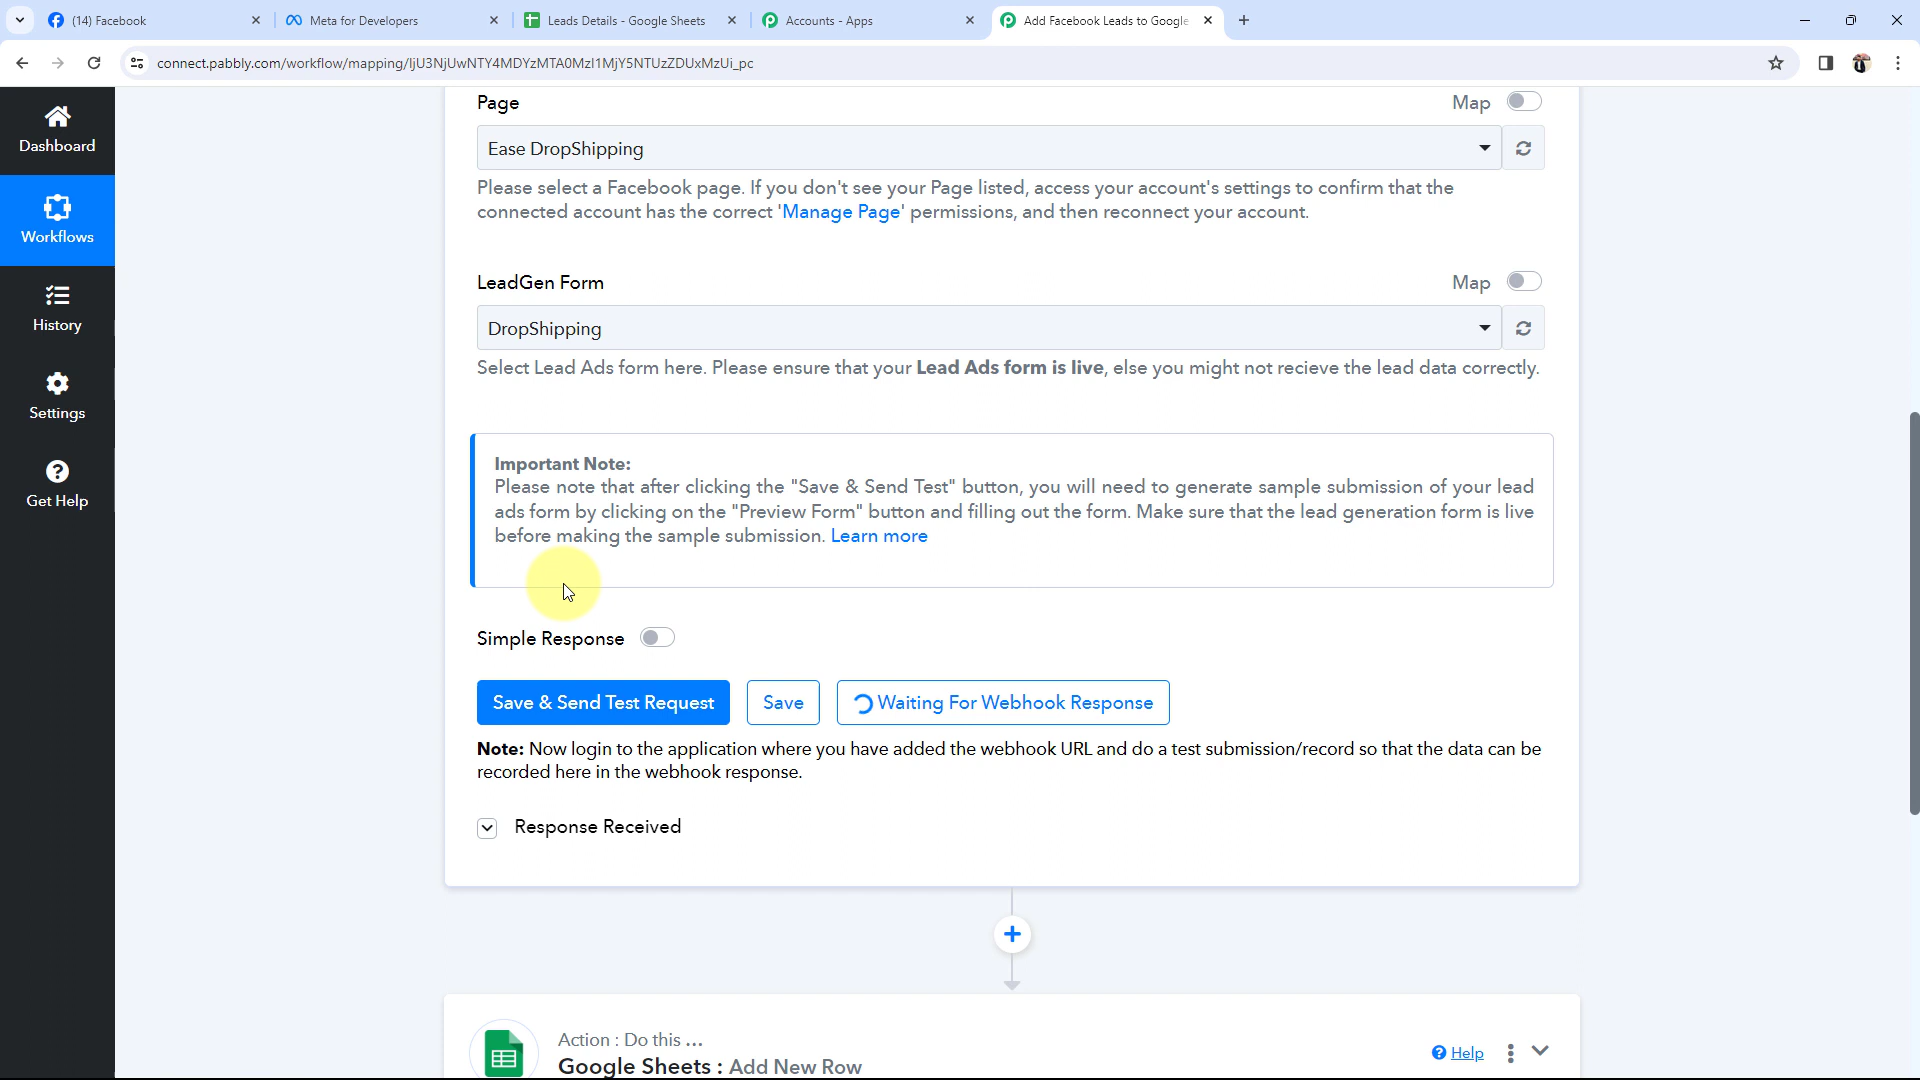 (14) Facebook
Meta for Developers
Leads Details - Google Sheets
Accounts - Apps
Add Facebook Leads to Google
connect.pabbly.com/workflow/mapping/IjU3NjUwNTY4MDYzMTA0MzI1MjY5NTUzZDUxMzUi_pc
Dashboard
Workflows
History
Settings
Get Help
Page
Map
Ease DropShipping
Please select a Facebook page. If you don't see your Page listed, access your account's settings to confirm that the
connected account has the correct 'Manage Page' permissions, and then reconnect your account.
LeadGen Form
Map
DropShipping
Select Lead Ads form here. Please ensure that your Lead Ads form is live, else you might not recieve the lead data correctly.
Important Note:
Please note that after clicking the "Save & Send Test" button, you will need to generate sample submission of your lead
ads form by clicking on the "Preview Form" button and filling out the form. Make sure that the lead generation form is live
before making the sample submission. Learn more
Simple Response
Save & Send Test Request
Save
Waiting For Webhook Response
Note: Now login to the application where you have added the webhook URL and do a test submission/record so that the data can be
recorded here in the webhook response.
Response Received
Action : Do this ...
Google Sheets : Add New Row
Help